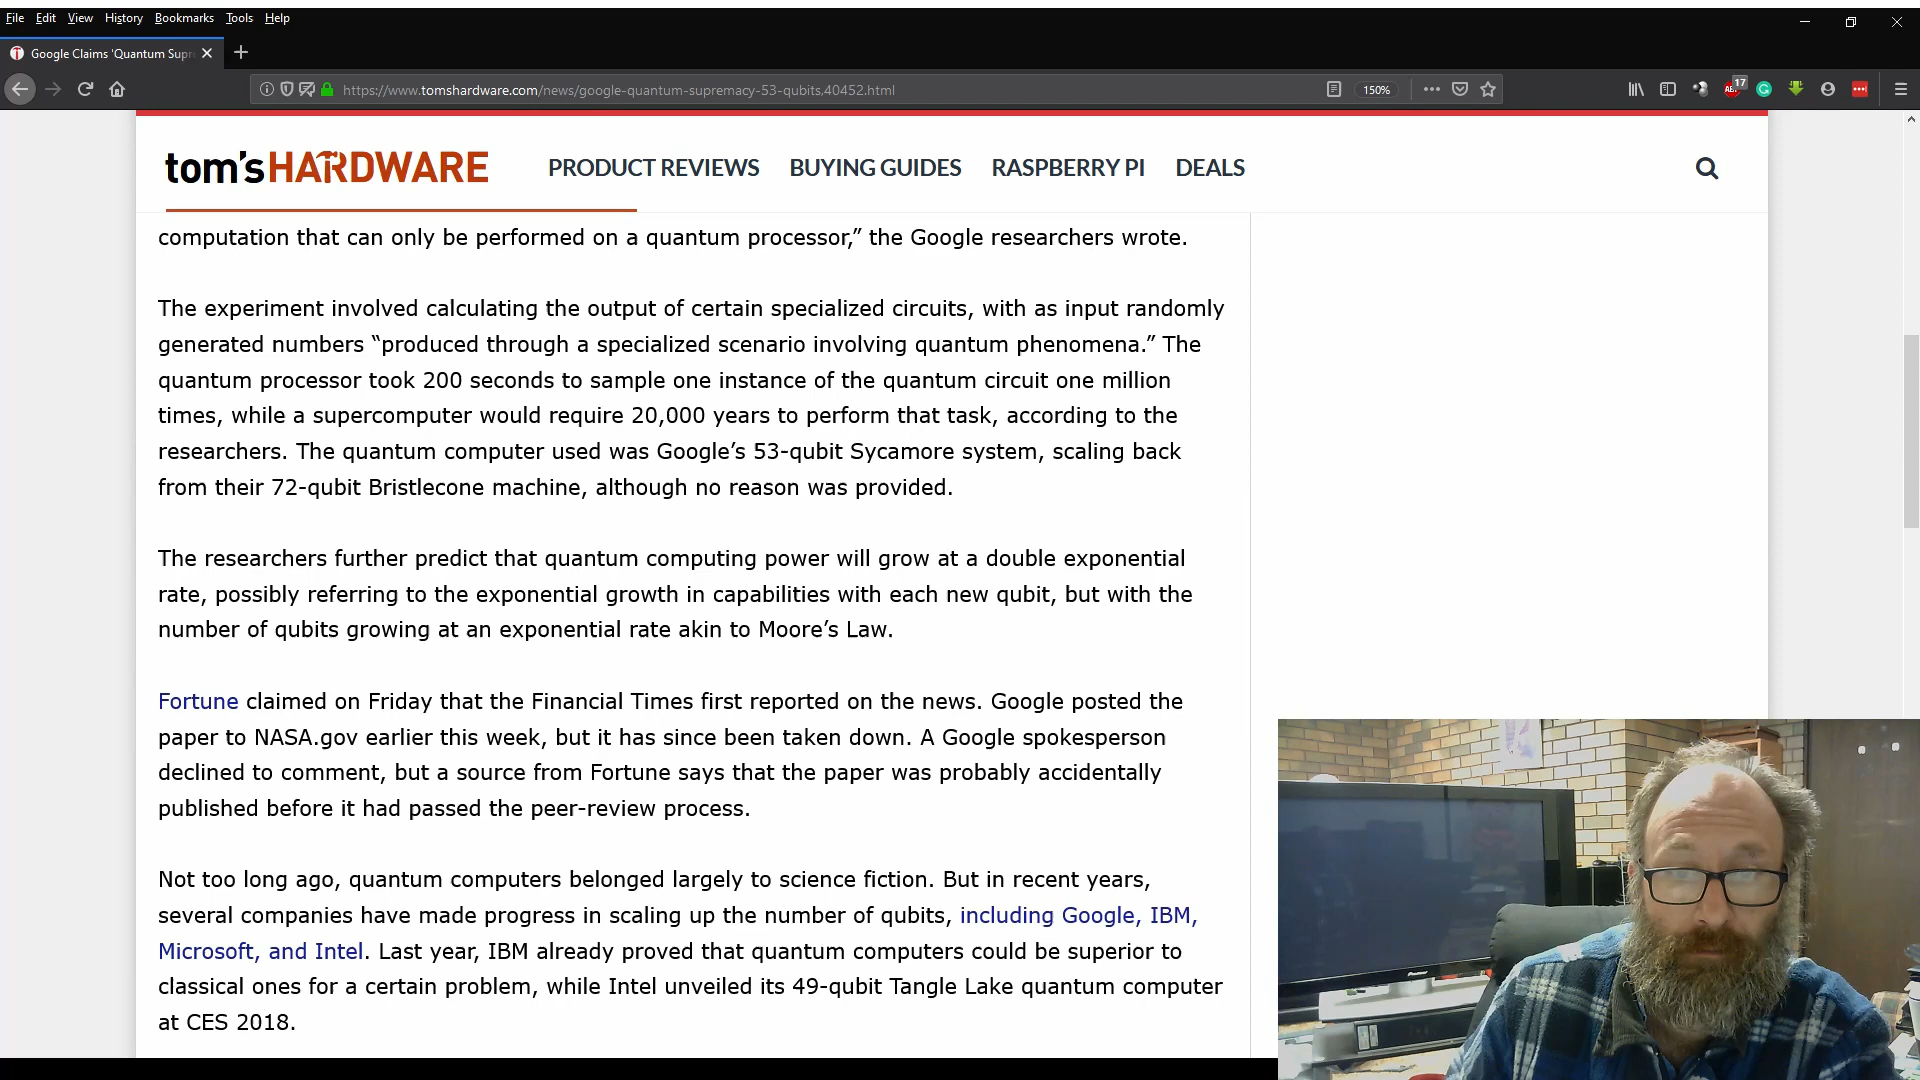 File Edit View History Bookmarks Tools Help
Google Claims 'Quantum Supr
https://www.tomshardware.com/news/google-quantum-supremacy-53-qubits,40452.html
150%
17
ABP
tom's HARDWARE
PRODUCT REVIEWS BUYING GUIDES RASPBERRY PI DEALS
computation that can only be performed on a quantum processor,” the Google researchers wrote.
The experiment involved calculating the output of certain specialized circuits, with as input randomly
generated numbers “produced through a specialized scenario involving quantum phenomena.” The
quantum processor took 200 seconds to sample one instance of the quantum circuit one million
times, while a supercomputer would require 20,000 years to perform that task, according to the
researchers. The quantum computer used was Google’s 53-qubit Sycamore system, scaling back
from their 72-qubit Bristlecone machine, although no reason was provided.
The researchers further predict that quantum computing power will grow at a double exponential
rate, possibly referring to the exponential growth in capabilities with each new qubit, but with the
number of qubits growing at an exponential rate akin to Moore’s Law.
Fortune claimed on Friday that the Financial Times first reported on the news. Google posted the
paper to NASA.gov earlier this week, but it has since been taken down. A Google spokesperson
declined to comment, but a source from Fortune says that the paper was probably accidentally
published before it had passed the peer-review process.
Not too long ago, quantum computers belonged largely to science fiction. But in recent years,
several companies have made progress in scaling up the number of qubits, including Google, IBM,
Microsoft, and Intel. Last year, IBM already proved that quantum computers could be superior to
classical ones for a certain problem, while Intel unveiled its 49-qubit Tangle Lake quantum computer
at CES 2018.
Pioneer